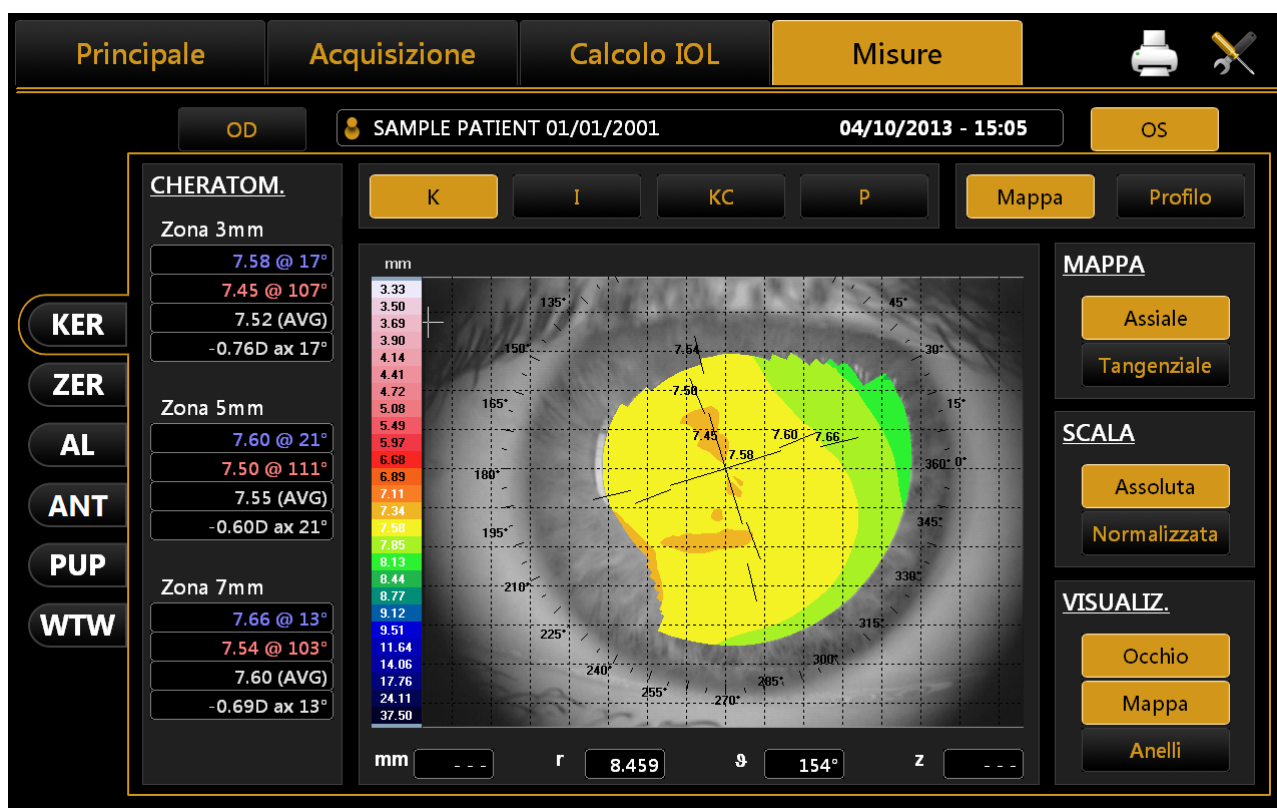 Principale Acquisizione Calcolo IOL Misure
OD SAMPLE PATIENT 01/01/2001 04/10/2013 - 15:05 OS
KER
ZER
AL
ANT
PUP
WTW
CHERATOM.
Zona 3mm
7.58 @ 17°
7.45 @ 107°
7.52 (AVG)
-0.76D ax 17°
Zona 5mm
7.60 @ 21°
7.50 @ 111°
7.55 (AVG)
-0.60D ax 21°
Zona 7mm
7.66 @ 13°
7.54 @ 103°
7.60 (AVG)
-0.69D ax 13°
K I KC P
Mappa Profilo
mm
3.33
3.50
3.69
3.90
4.14
4.41
4.72
5.08
5.49
5.97
6.68
6.89
7.11
7.34
7.58
7.85
8.13
8.44
8.77
9.12
9.51
11.64
14.06
17.76
24.11
37.50
135° 45°
150° 7.54 30°
7.50
165° 15°
7.45 7.60 7.66
7.58
180° 360° 0°
195° 345°
210° 330°
225° 315°
240° 300°
255° 270° 285°
mm --- r 8.459 ϑ 154° z ---
MAPPA
Assiale
Tangenziale
SCALA
Assoluta
Normalizzata
VISUALIZ.
Occhio
Mappa
Anelli